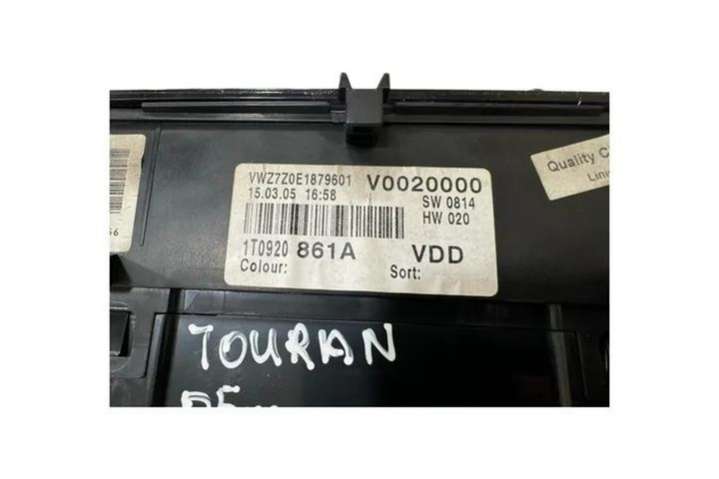 VWZ7Z0E1879601 V0020000
15.03.05 16:58 SW 0814
HW 020
1T0920 861A VDD
Colour: Sort:
Quality C
TOURAN